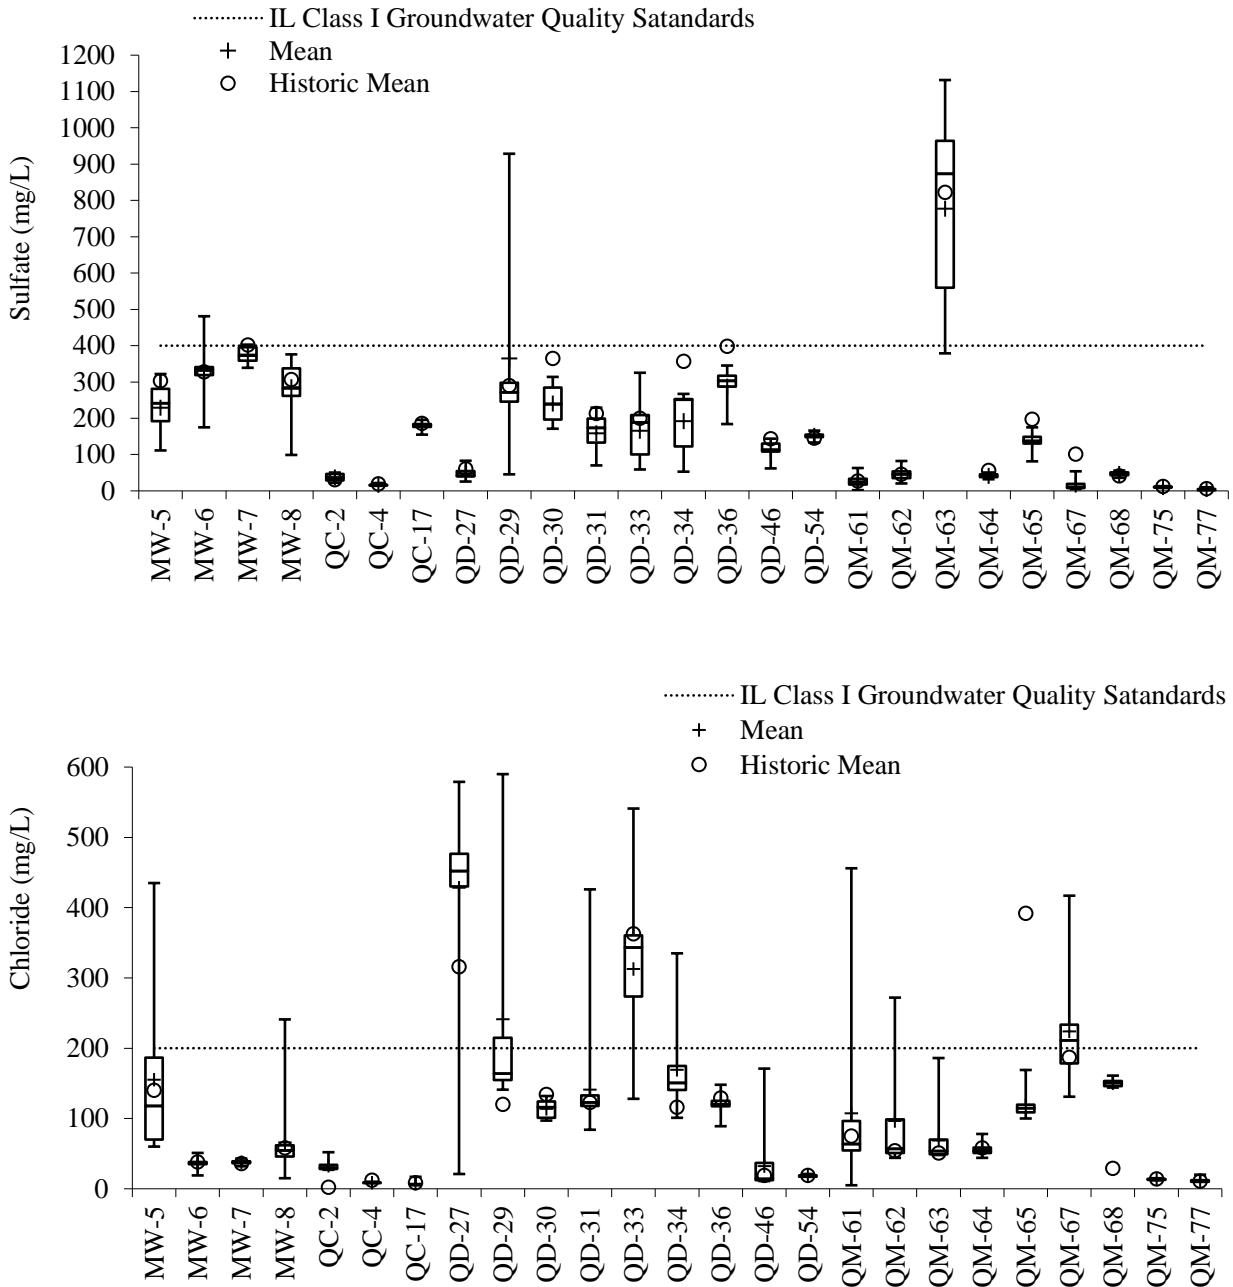 IL Class I Groundwater Quality Satandards
Mean
Historic Mean
1200
1100
1000
900
800
700
600
500
400
300
200
100
0
Sulfate (mg/L)
MW-5
MW-6
MW-7
MW-8
QC-2
QC-4
QC-17
QD-27
QD-29
QD-30
QD-31
QD-33
QD-34
QD-36
QD-46
QD-54
QM-61
QM-62
QM-63
QM-64
QM-65
QM-67
QM-68
QM-75
QM-77
IL Class I Groundwater Quality Satandards
Mean
Historic Mean
600
500
400
300
200
100
0
Chloride (mg/L)
MW-5
MW-6
MW-7
MW-8
QC-2
QC-4
QC-17
QD-27
QD-29
QD-30
QD-31
QD-33
QD-34
QD-36
QD-46
QD-54
QM-61
QM-62
QM-63
QM-64
QM-65
QM-67
QM-68
QM-75
QM-77